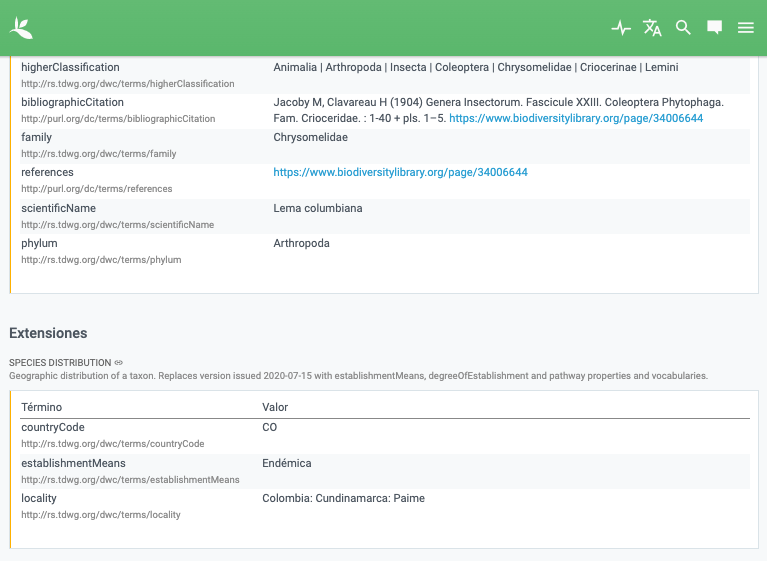 higherClassification
Animalia | Arthropoda | Insecta | Coleoptera | Chrysomelidae | Criocerinae | Lemini
http://rs.tdwg.org/dwc/terms/higherClassification
bibliographicCitation
Jacoby M, Clavareau H (1904) Genera Insectorum. Fascicule XXIII. Coleoptera Phytophaga.
http://purl.org/dc/terms/bibliographicCitation
Fam. Crioceridae. : 1-40 + pls. 1–5. https://www.biodiversitylibrary.org/page/34006644
family
Chrysomelidae
http://rs.tdwg.org/dwc/terms/family
references
https://www.biodiversitylibrary.org/page/34006644
http://purl.org/dc/terms/references
scientificName
Lema columbiana
http://rs.tdwg.org/dwc/terms/scientificName
phylum
Arthropoda
http://rs.tdwg.org/dwc/terms/phylum
Extensiones
SPECIES DISTRIBUTION
Geographic distribution of a taxon. Replaces version issued 2020-07-15 with establishmentMeans, degreeOfEstablishment and pathway properties and vocabularies.
Término
Valor
countryCode
CO
http://rs.tdwg.org/dwc/terms/countryCode
establishmentMeans
Endémica
http://rs.tdwg.org/dwc/terms/establishmentMeans
locality
Colombia: Cundinamarca: Paime
http://rs.tdwg.org/dwc/terms/locality